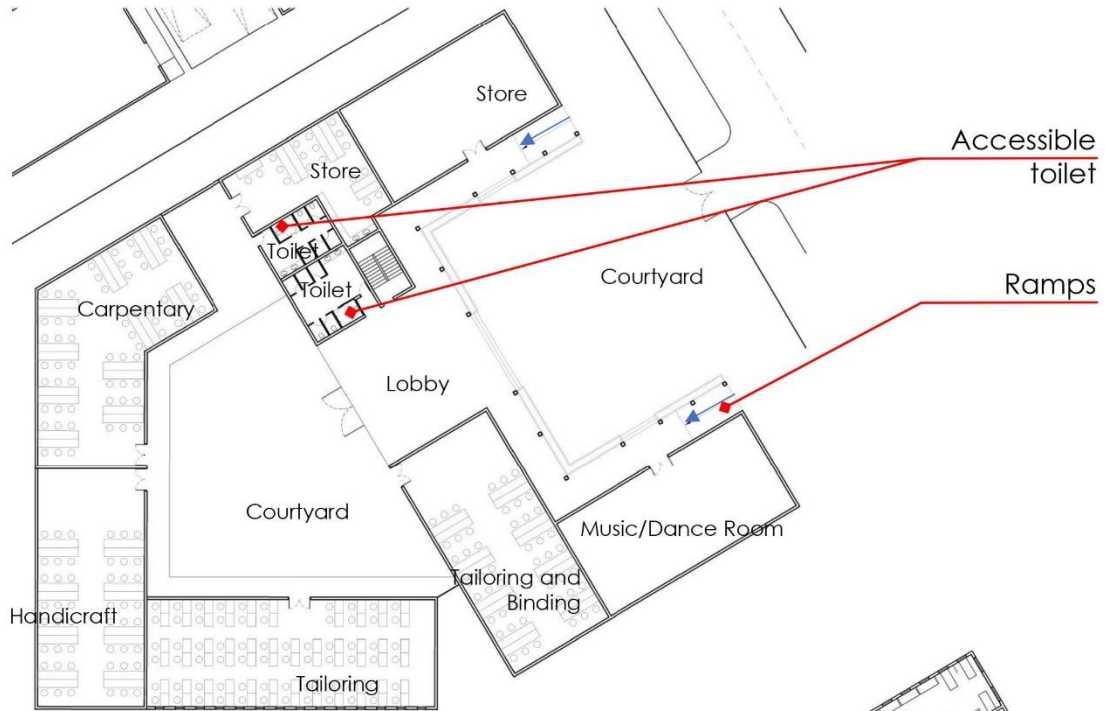 Store
Accessible
toilet
Store
Toilet
Courtyard
Toilet
Ramps
Carpentary
Lobby
Courtyard
Music/Dance Room
Tailoring and
Binding
Handicraft
Tailoring